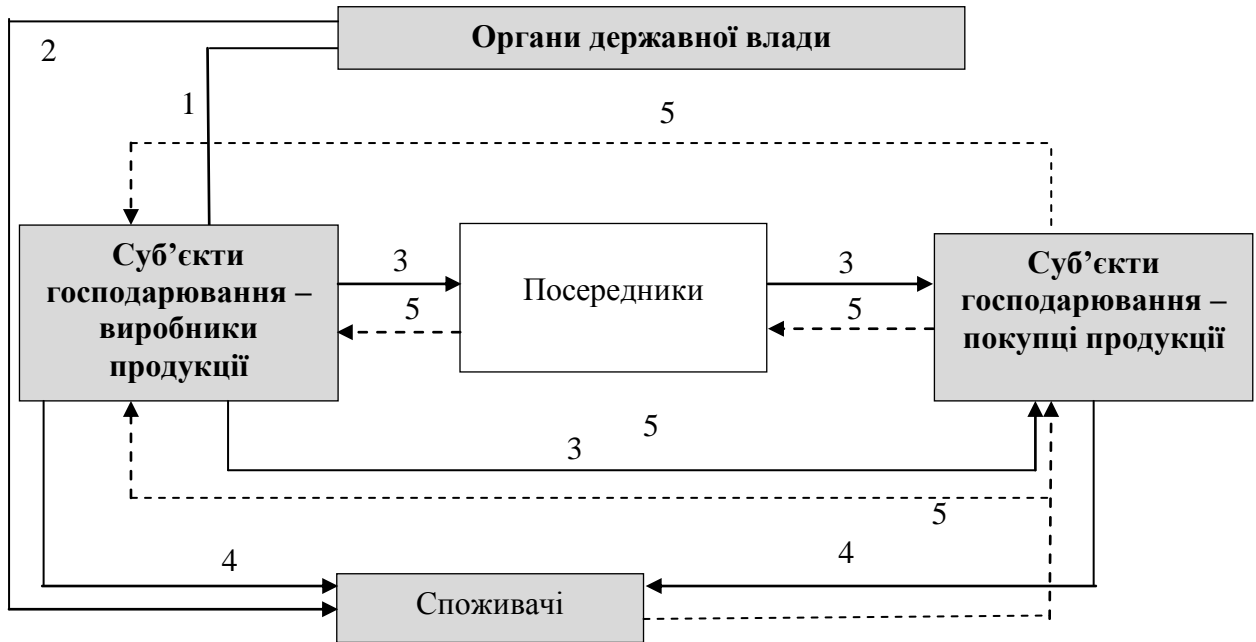 Органи державної влади
2
1
5
Суб’єкти
господарювання –
виробники
продукції
3
5
Посередники
3
5
Суб’єкти
господарювання –
покупці продукції
5
3
5
4
4
Споживачі